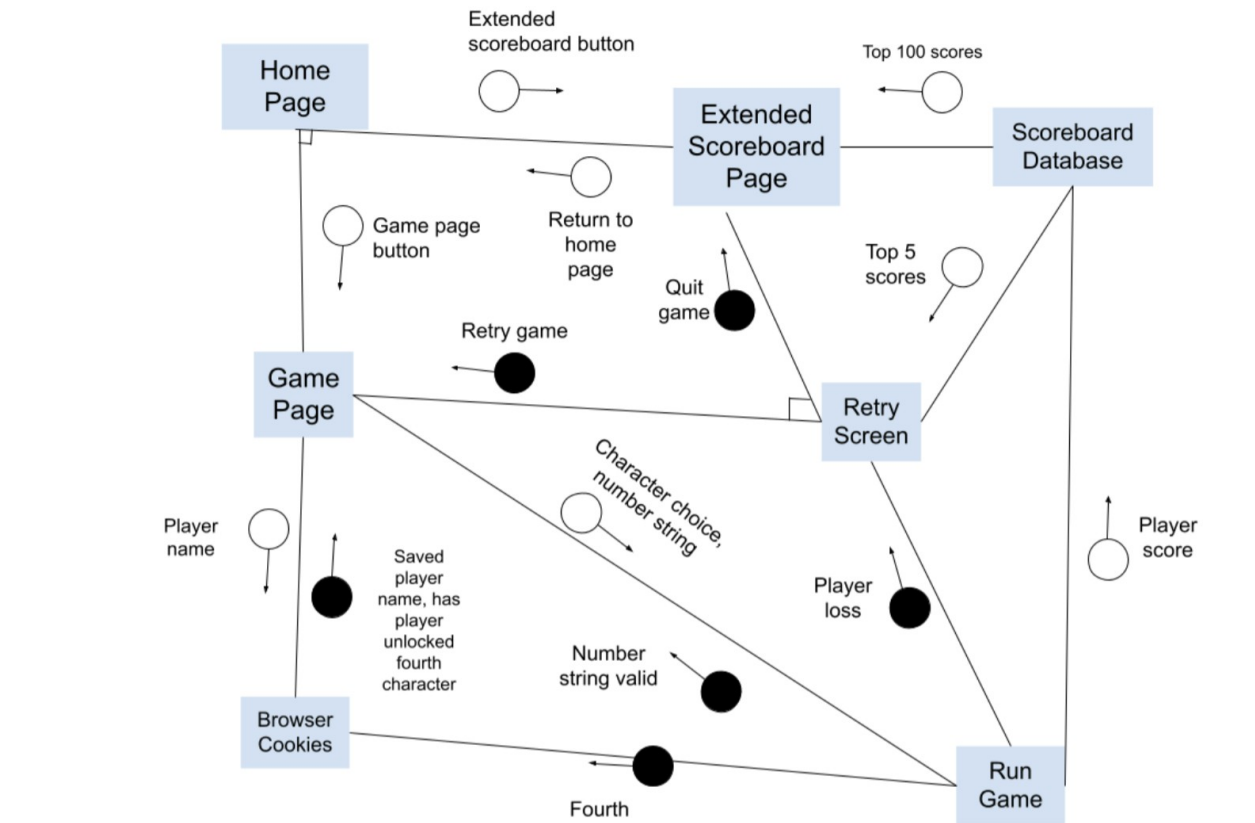 Extended
scoreboard button
Top 100 scores
Home
Page
Extended
Scoreboard
Page
Scoreboard
Database
Game page
button
Return to
home
page
Top 5
scores
Quit
game
Retry game
Game
Page
Retry
Screen
Character choice,
number string
Player
name
Saved
player
name, has
player
unlocked
fourth
character
Player
score
Player
loss
Number
string valid
Browser
Cookies
Run
Game
Fourth